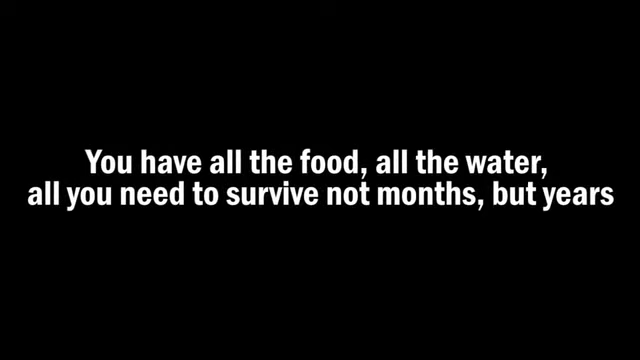 You have all the food, all the water,
all you need to survive not months, but years